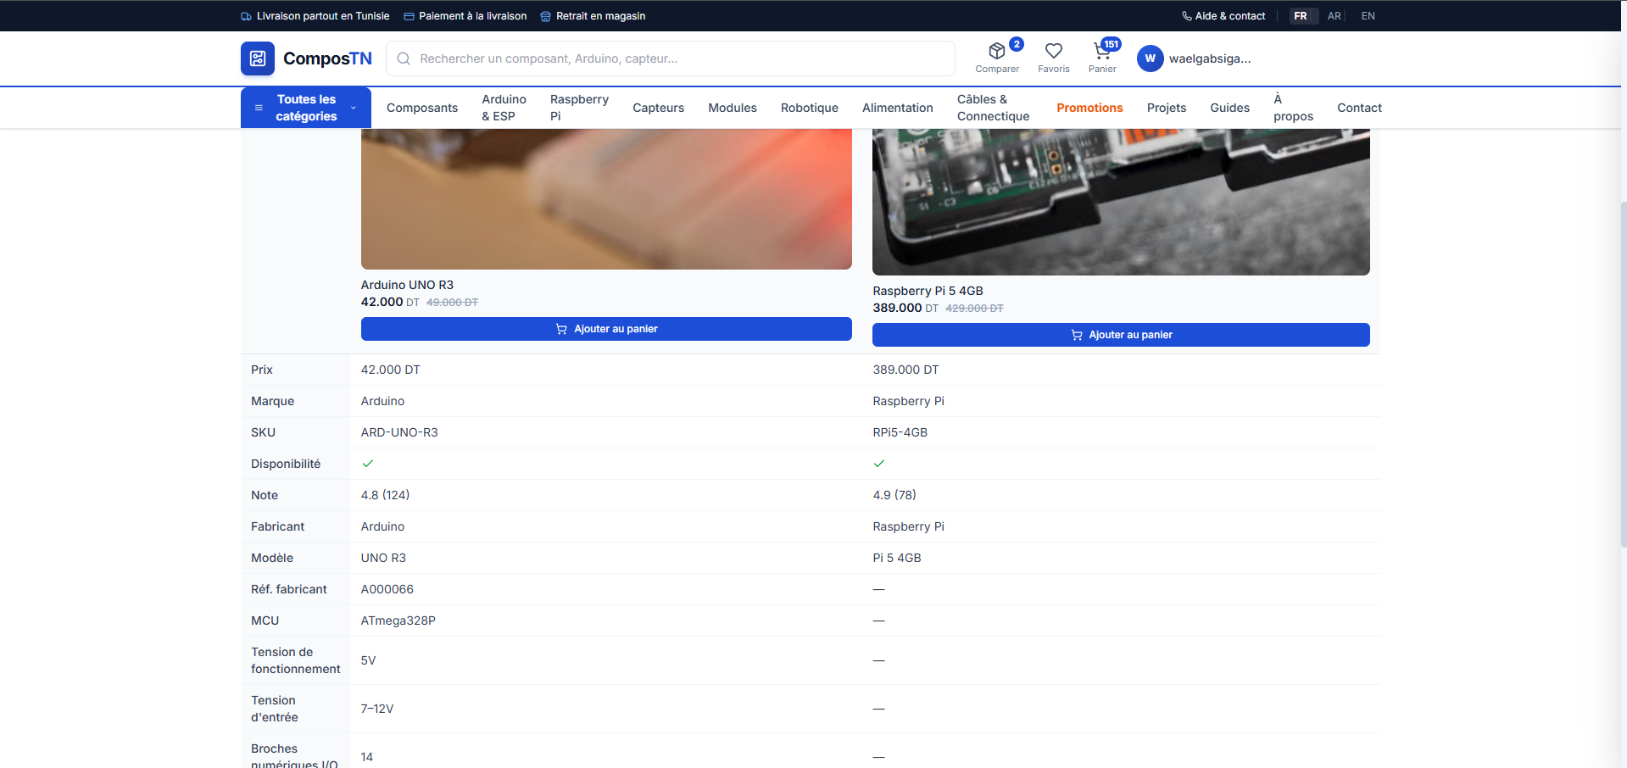 Livraison partout en Tunisie Paiement à la livraison Retrait en magasin Aide & contact FR AR EN
ComposTN Rechercher un composant, Arduino, capteur... 2 Comparer Favoris 151 Panier W waelgabsiga...
Toutes les catégories Composants Arduino & ESP Raspberry Pi Capteurs Modules Robotique Alimentation Câbles & Connectique Promotions Projets Guides À propos Contact
Arduino UNO R3
42.000 DT 49.000 DT
Ajouter au panier
Raspberry Pi 5 4GB
389.000 DT 429.000 DT
Ajouter au panier
Prix 42.000 DT 389.000 DT
Marque Arduino Raspberry Pi
SKU ARD-UNO-R3 RPi5-4GB
Disponibilité
Note 4.8 (124) 4.9 (78)
Fabricant Arduino Raspberry Pi
Modèle UNO R3 Pi 5 4GB
Réf. fabricant A000066 —
MCU ATmega328P —
Tension de fonctionnement 5V —
Tension d'entrée 7–12V —
Broches numériques I/O 14 —